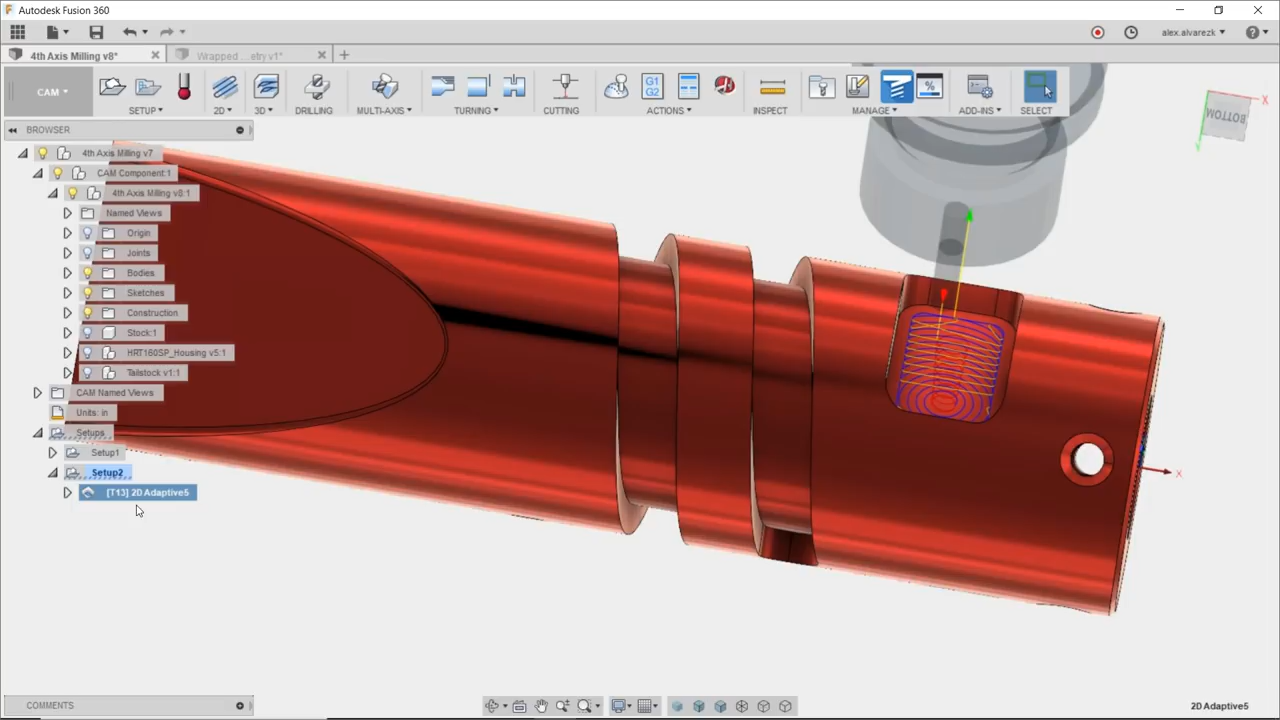 Autodesk Fusion 360
alex.alvarezk
4th Axis Milling v8*
Wrapped ...etry v1*
CAM
G1
G2
SETUP
2D
3D
DRILLING
MULTI-AXIS
TURNING
CUTTING
ACTIONS
INSPECT
MANAGE
ADD-INS
SELECT
BROWSER
BOTTOM
X
4th Axis Milling v7
CAM Component:1
4th Axis Milling v8:1
Named Views
Origin
Joints
Bodies
Sketches
Construction
Stock:1
HRT160SP_Housing v5:1
Tailstock v1:1
CAM Named Views
Units: in
Setups
Setup1
Setup2
X
[T13] 2D Adaptive5
COMMENTS
2D Adaptive5